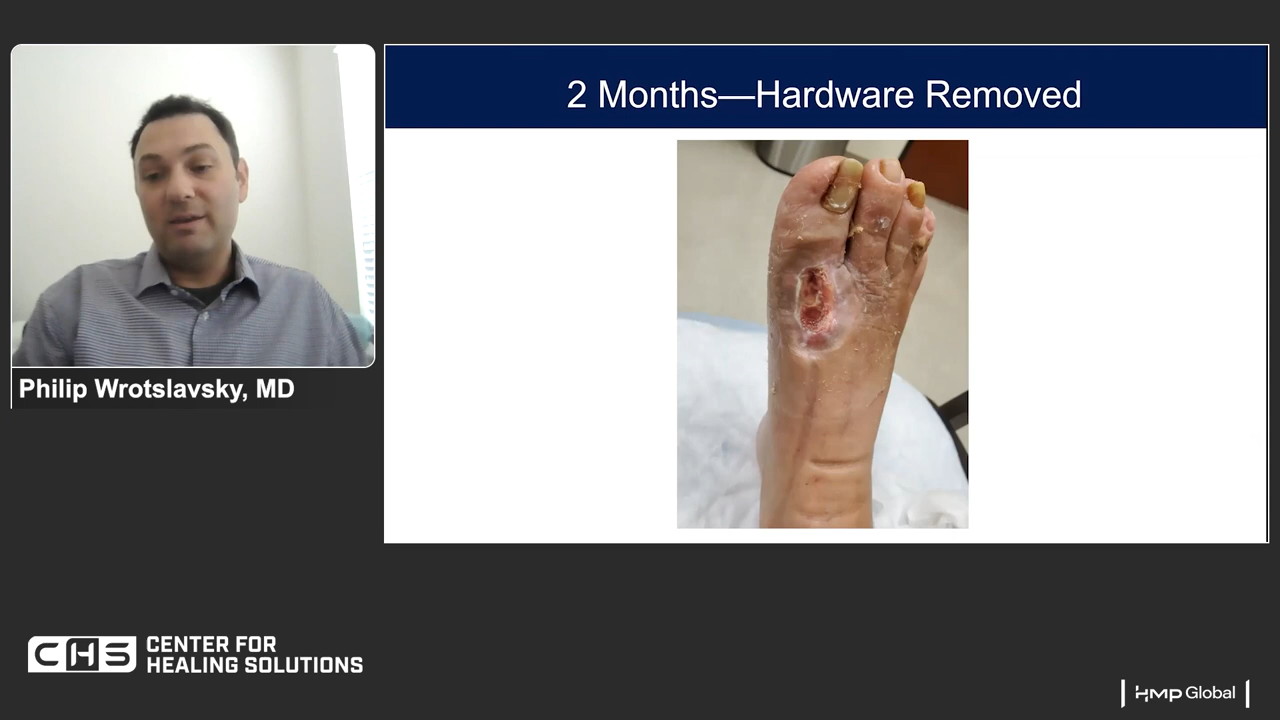 2 Months—Hardware Removed
Philip Wrotslavsky, MD
CHS
CENTER FOR
HEALING SOLUTIONS
HMP Global